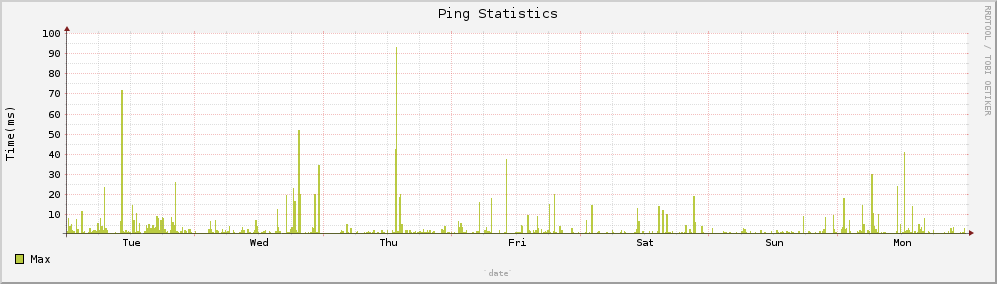 Ping Statistics
RRDTOOL / TOBI OETIKER
Time(ms)
100
90
80
70
60
50
40
30
20
10
Tue Wed Thu Fri Sat Sun Mon
Max
`date`